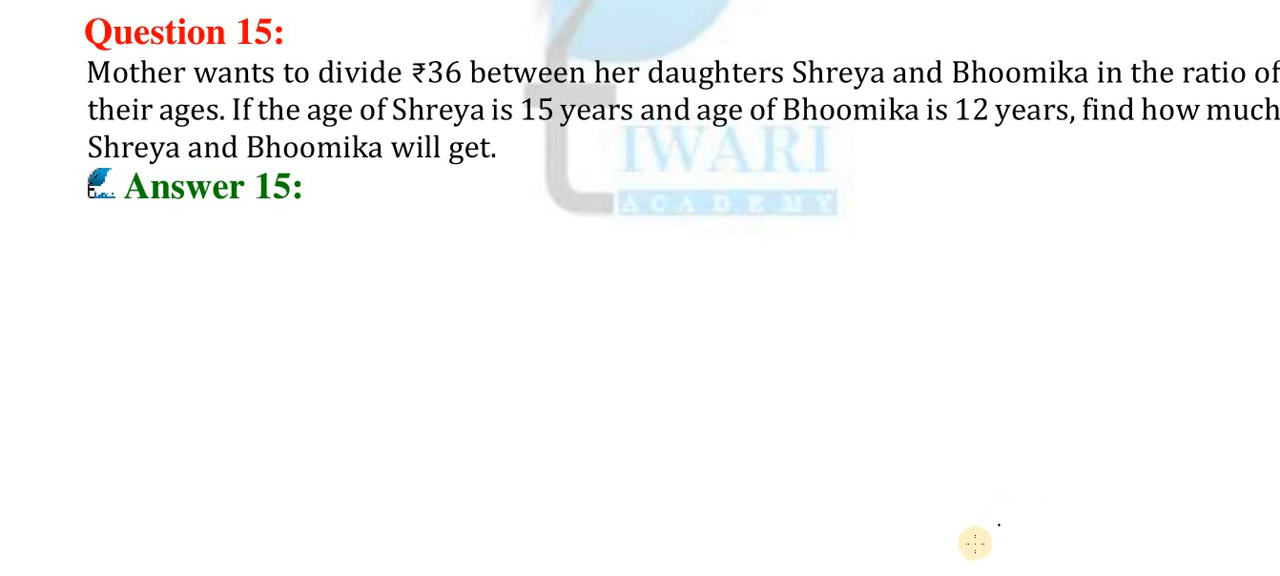 Question 15:
Mother wants to divide ₹36 between her daughters Shreya and Bhoomika in the ratio of
their ages. If the age of Shreya is 15 years and age of Bhoomika is 12 years, find how much
Shreya and Bhoomika will get.
IWARI
ACADEMY
Answer 15: